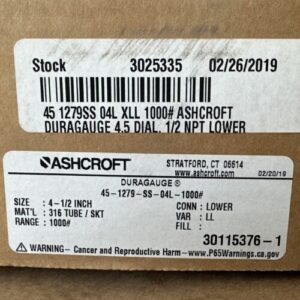 Stock 3025335 02/26/2019
45 1279SS 04L XLL 1000# ASHCROFT
DURAGAUGE 4.5 DIAL, 1/2 NPT LOWER
ASHCROFT STRATFORD, CT 06614
www.ashcroft.com 02/20/19
DURAGAUGE ®
45-1279-SS-04L-1000#
SIZE : 4-1/2 INCH CONN : LOWER
MAT'L : 316 TUBE / SKT VAR : LL
RANGE : 1000# FILL :
30115376-1
⚠ WARNING- Cancer and Reproductive Harm -www.P65Warnings.ca.gov